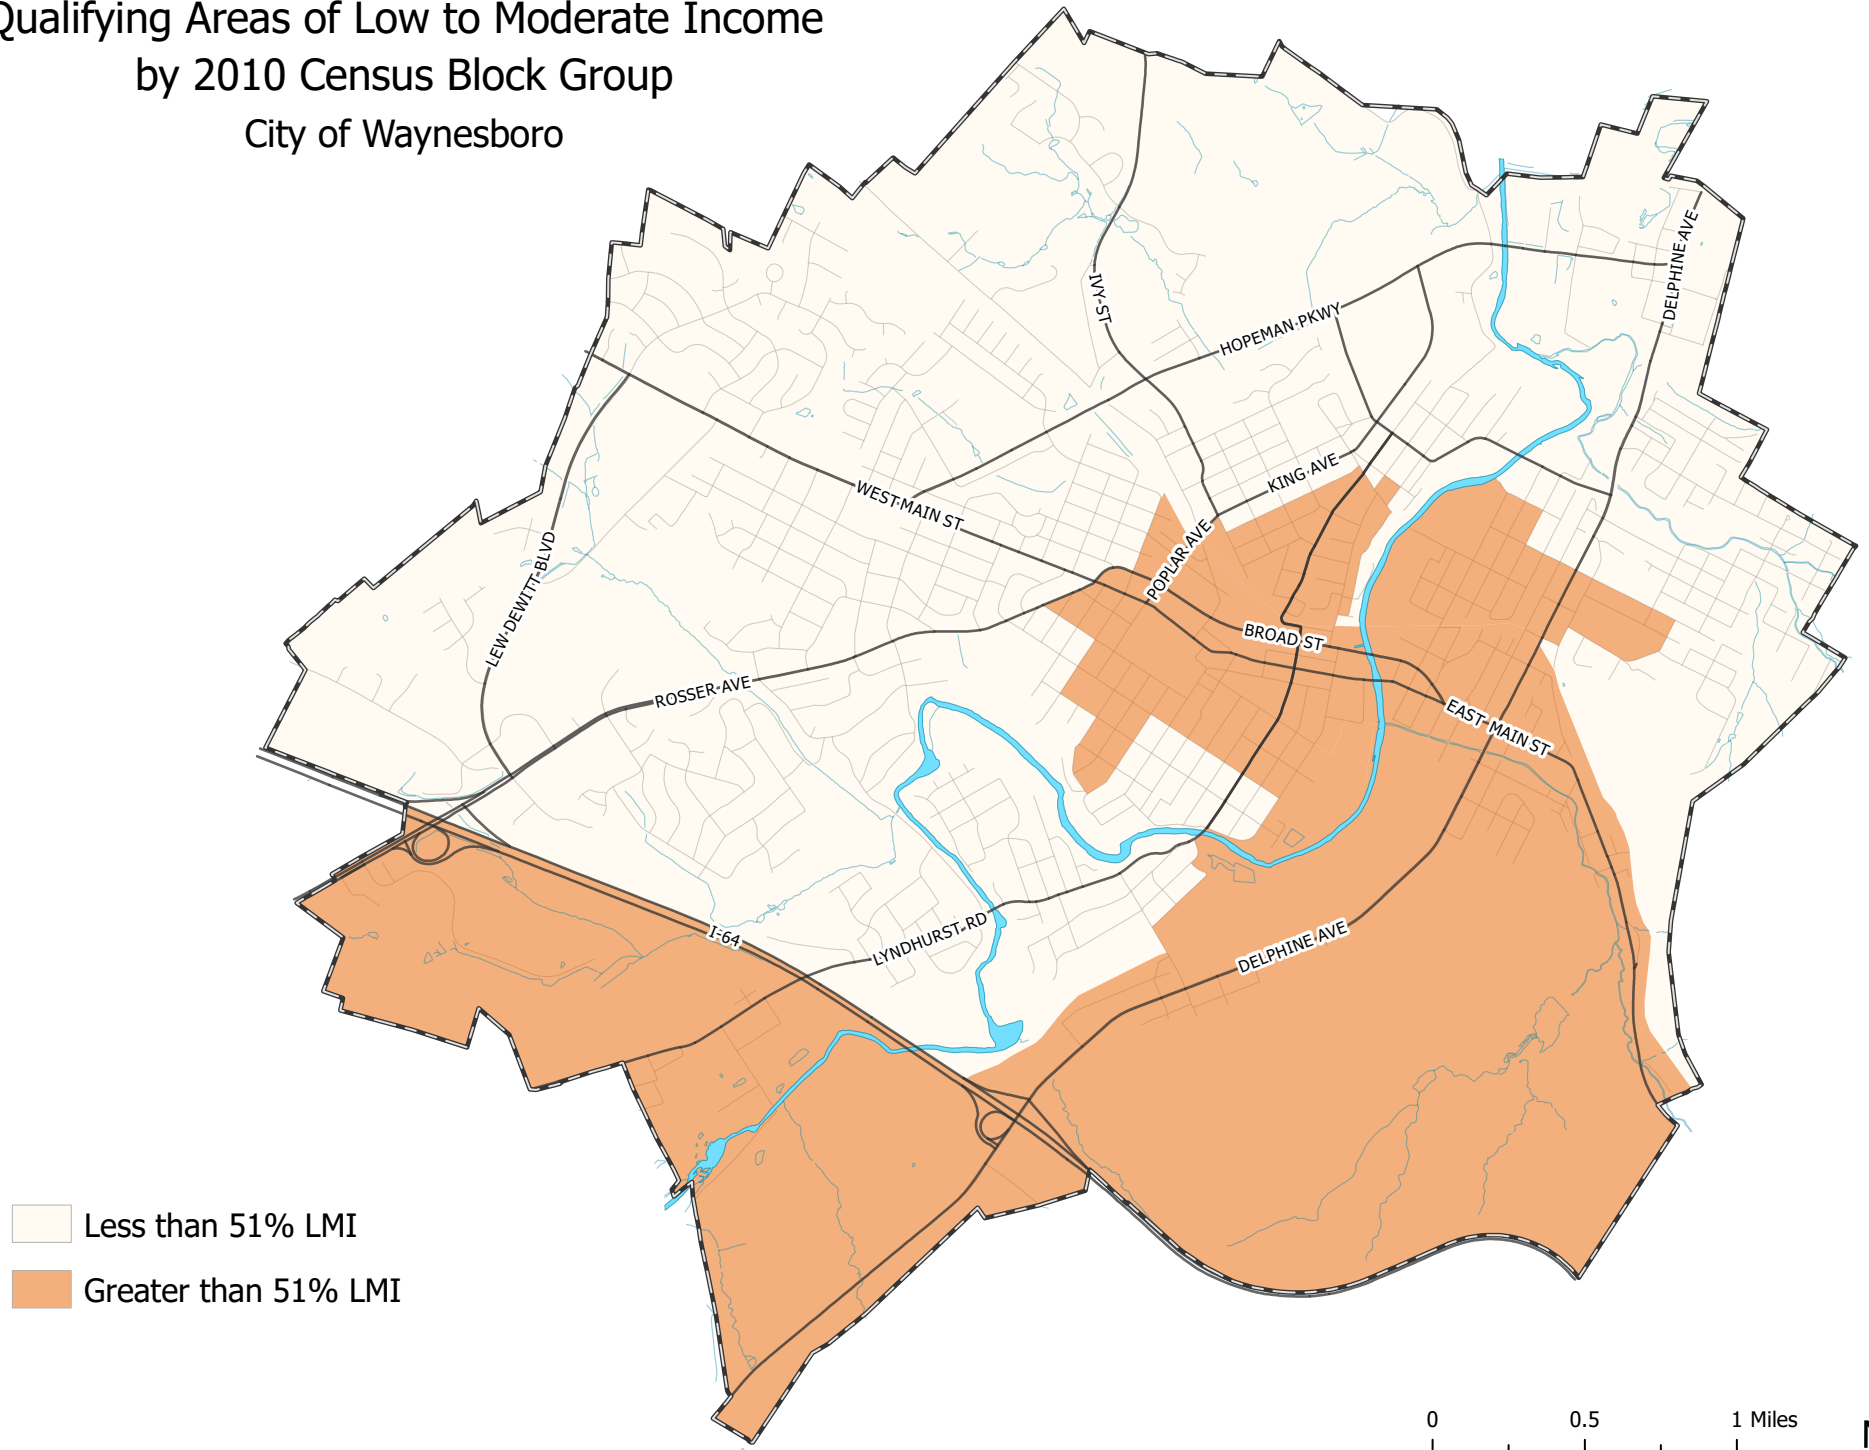 Qualifying Areas of Low to Moderate Income
by 2010 Census Block Group
City of Waynesboro
DELPHINE AVE
IVY ST
HOPEMAN PKWY
KING AVE
WEST MAIN ST
POPLAR AVE
LEW DEWITT BLVD
BROAD ST
ROSSER AVE
EAST MAIN ST
I-64
LYNDHURST RD
DELPHINE AVE
Less than 51% LMI
Greater than 51% LMI
0 0.5 1 Miles